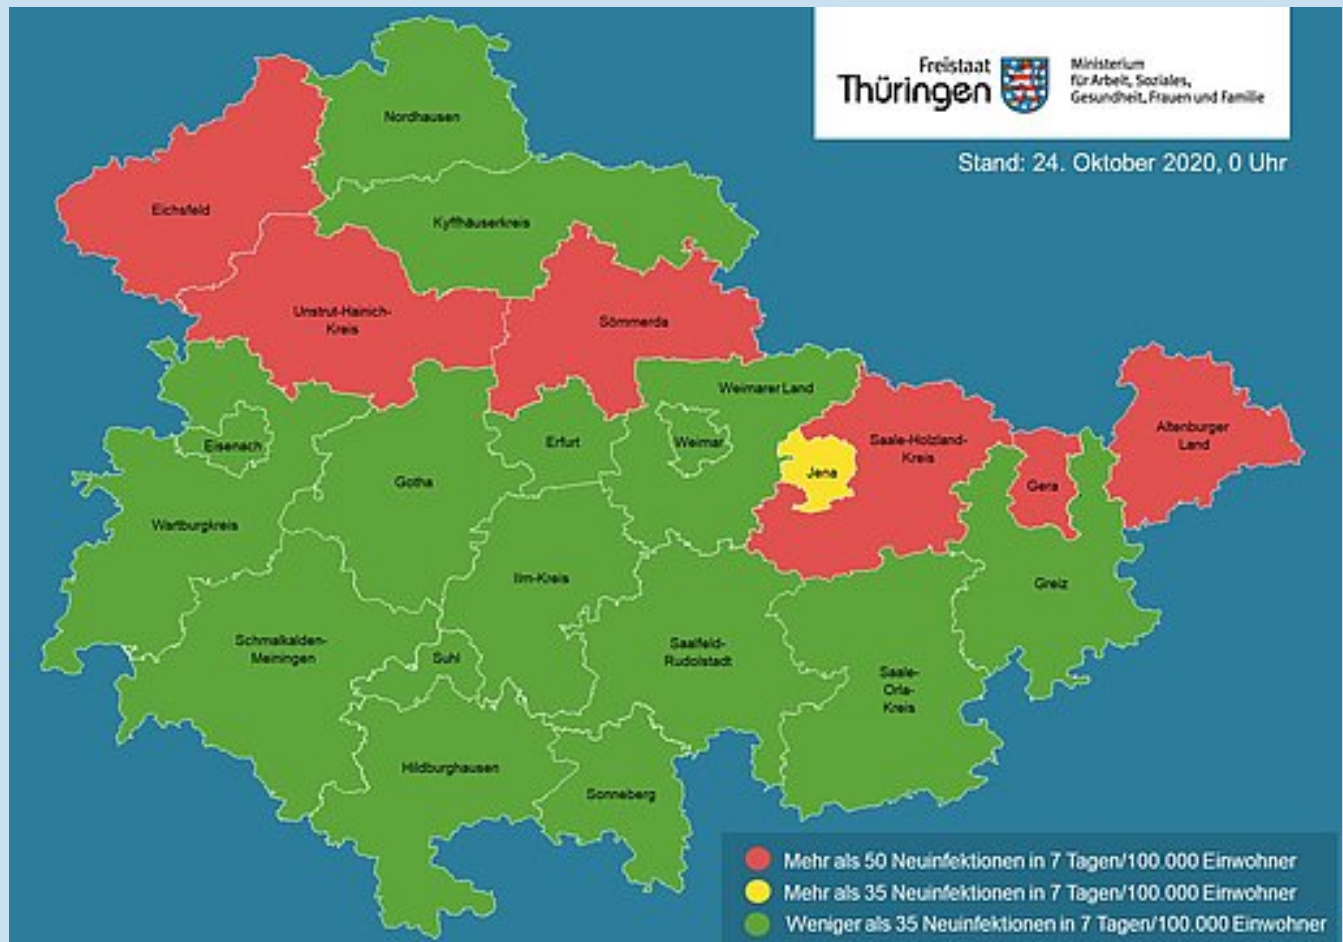 Freistaat
Thüringen
Ministerium
für Arbeit, Soziales,
Gesundheit, Frauen und Familie
Stand: 24. Oktober 2020, 0 Uhr
Nordhausen
Eichsfeld
Kyffhäuserkreis
Unstrut-Hainich-
Kreis
Sömmerda
Weimarer Land
Eisenach
Erfurt
Weimar
Saale-Holzland-
Kreis
Altenburger
Land
Jena
Gera
Gotha
Wartburgkreis
Ilm-Kreis
Greiz
Schmalkalden-
Meiningen
Suhl
Saalfeld-
Rudolstadt
Saale-
Orla-
Kreis
Hildburghausen
Sonneberg
Mehr als 50 Neuinfektionen in 7 Tagen/100.000 Einwohner
Mehr als 35 Neuinfektionen in 7 Tagen/100.000 Einwohner
Weniger als 35 Neuinfektionen in 7 Tagen/100.000 Einwohner